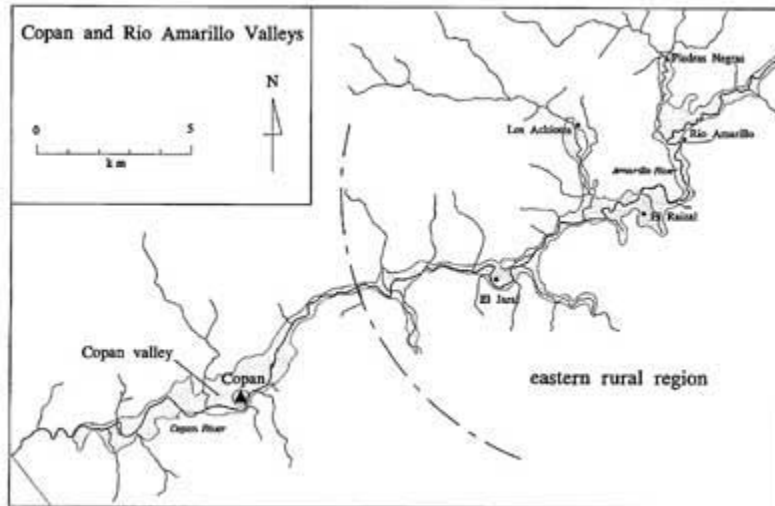 Copan and Rio Amarillo Valleys
N
0 5
km
Piedras Negras
Los Achiotes
Rio Amarillo
Amarillo River
El Raizal
El Jaral
Copan valley
Copan
eastern rural region
Copan River